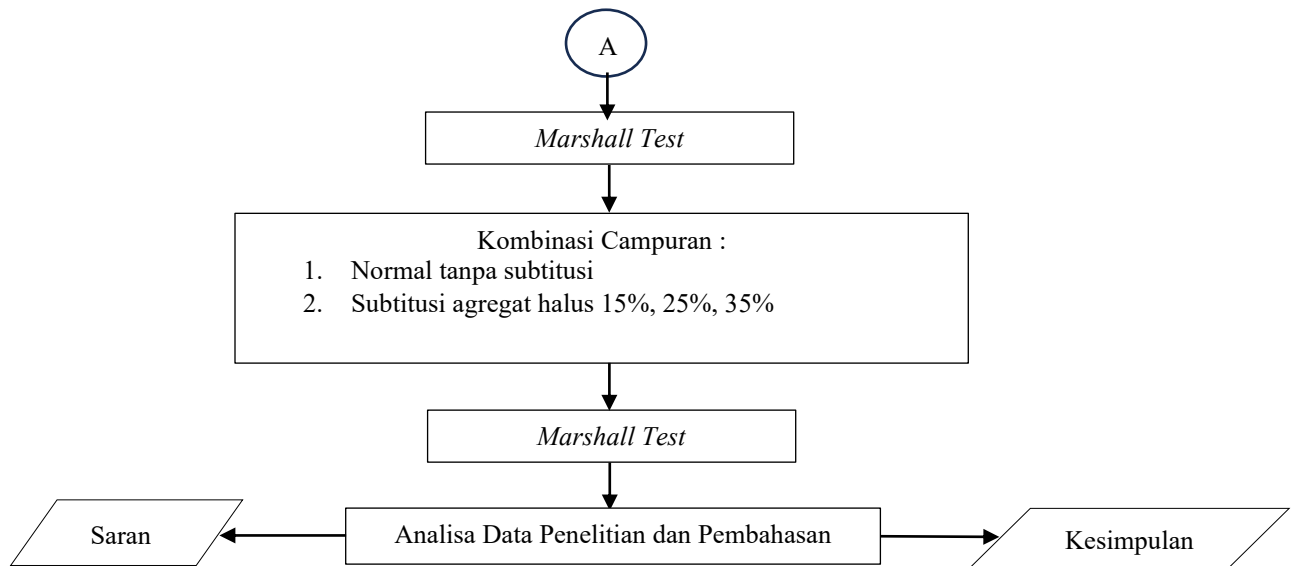 A
Marshall Test
Kombinasi Campuran :
1. Normal tanpa subtitusi
2. Subtitusi agregat halus 15%, 25%, 35%
Marshall Test
Saran
Analisa Data Penelitian dan Pembahasan
Kesimpulan